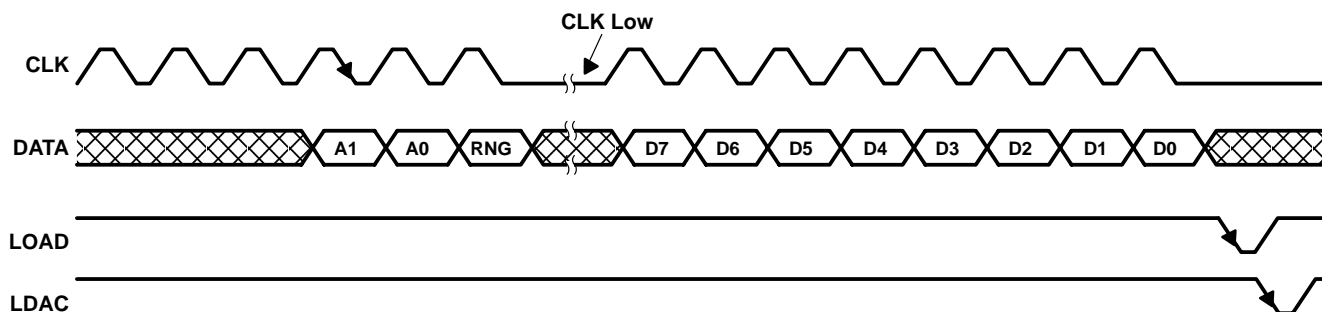 CLK Low
CLK
DATA A1 A0 RNG D7 D6 D5 D4 D3 D2 D1 D0
LOAD
LDAC